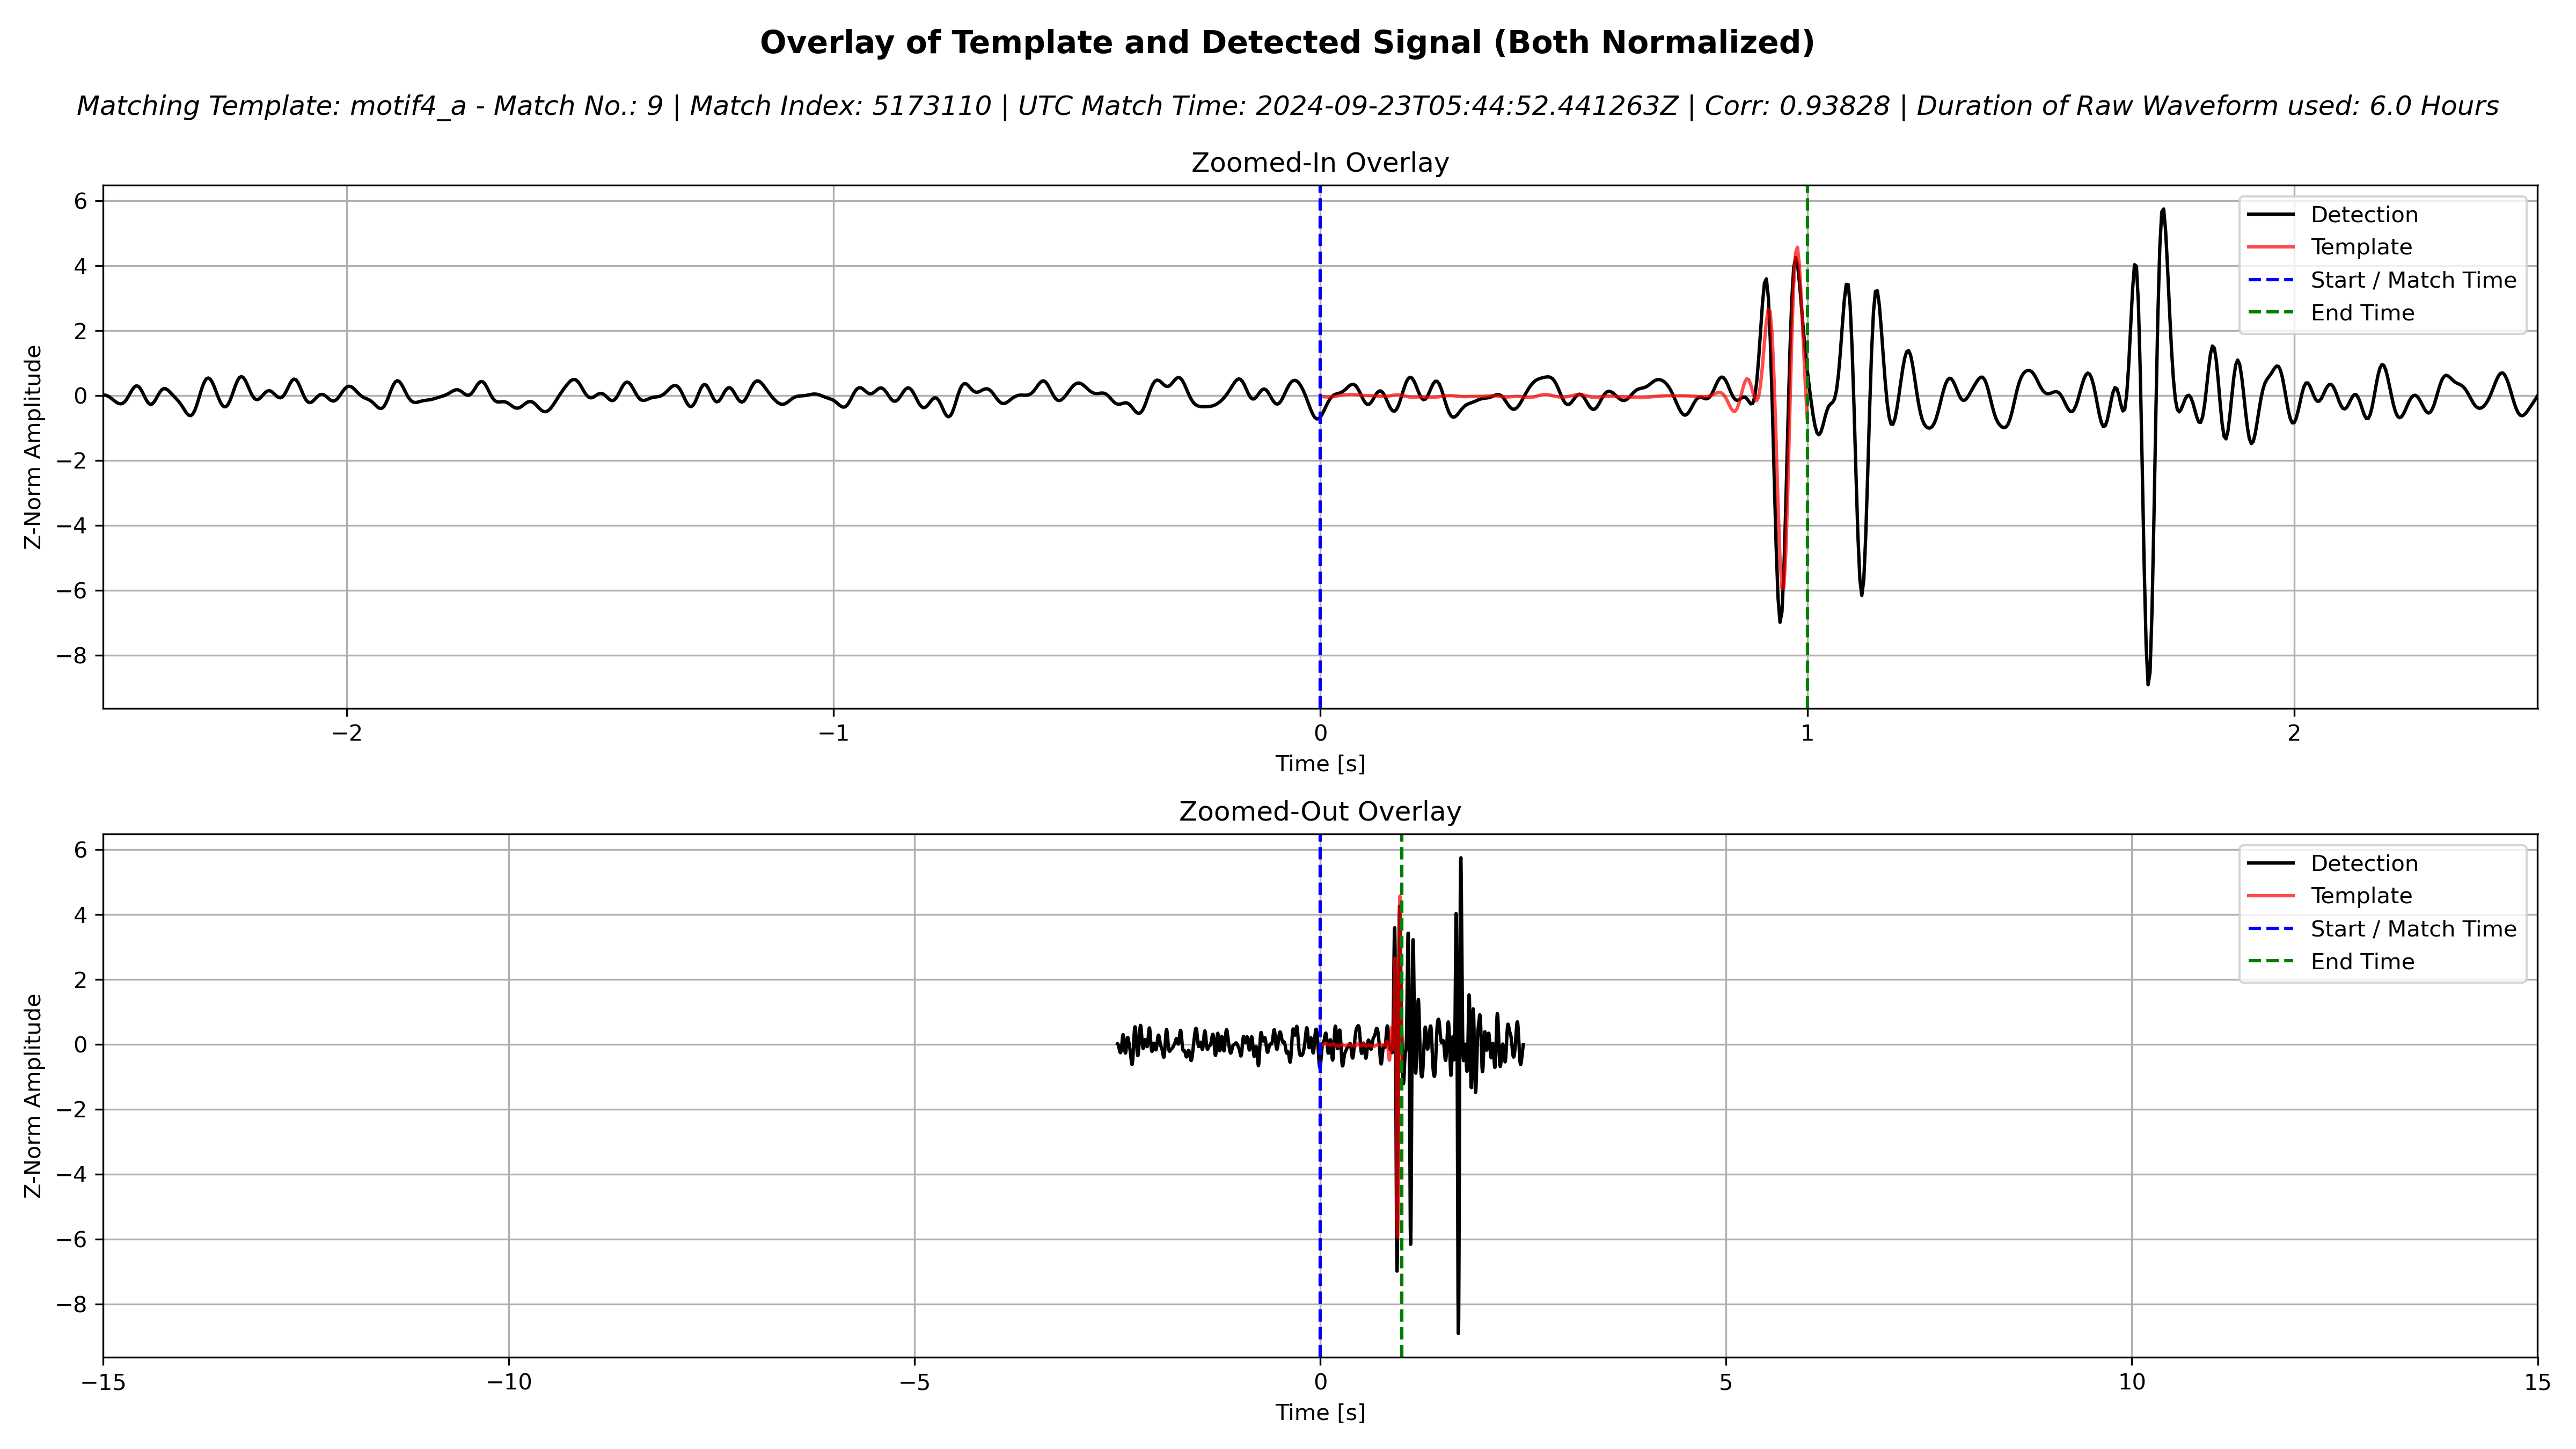 Overlay of Template and Detected Signal (Both Normalized)
Matching Template: motif4_a - Match No.: 9 | Match Index: 5173110 | UTC Match Time: 2024-09-23T05:44:52.441263Z | Corr: 0.93828 | Duration of Raw Waveform used: 6.0 Hours
Zoomed-In Overlay
Z-Norm Amplitude
6
4
2
0
−2
−4
−6
−8
Detection
Template
Start / Match Time
End Time
−2 −1 0 1 2
Time [s]
Zoomed-Out Overlay
Z-Norm Amplitude
6
4
2
0
−2
−4
−6
−8
Detection
Template
Start / Match Time
End Time
−15 −10 −5 0 5 10 15
Time [s]